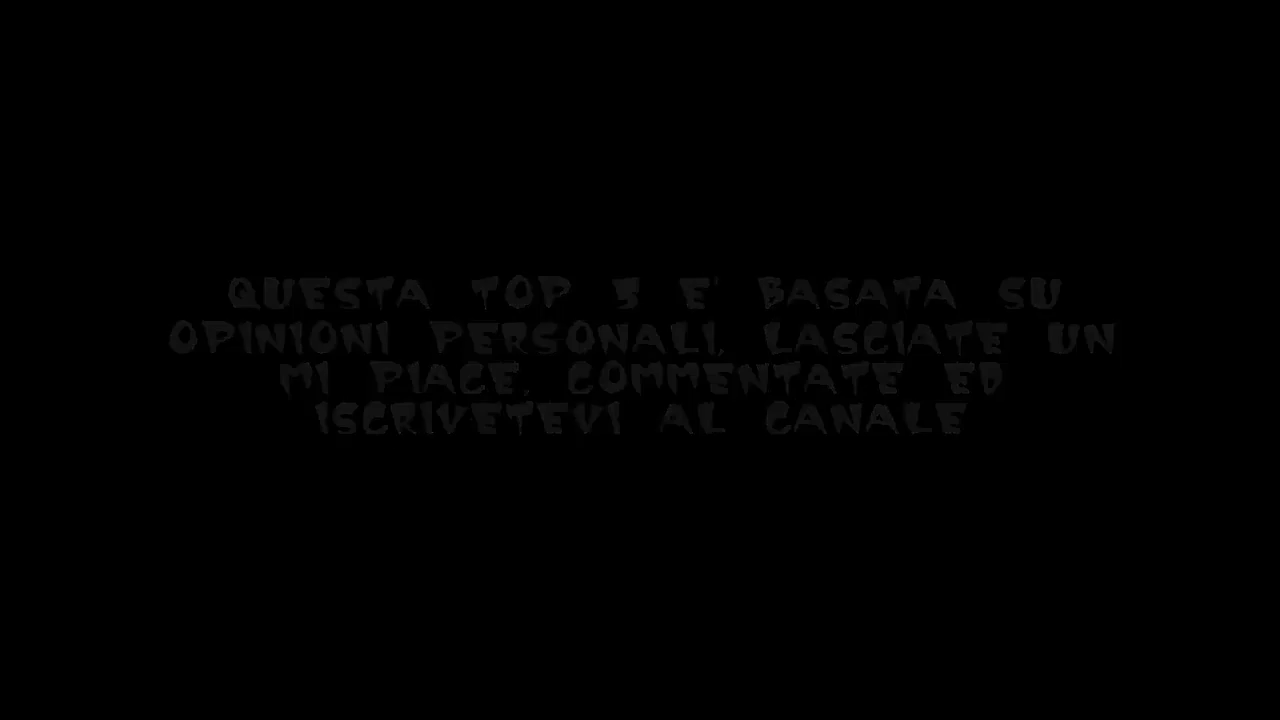 QUESTA TOP 5 E' BASATA SU
OPINIONI PERSONALI, LASCIATE UN
MI PIACE, COMMENTATE ED
ISCRIVETEVI AL CANALE